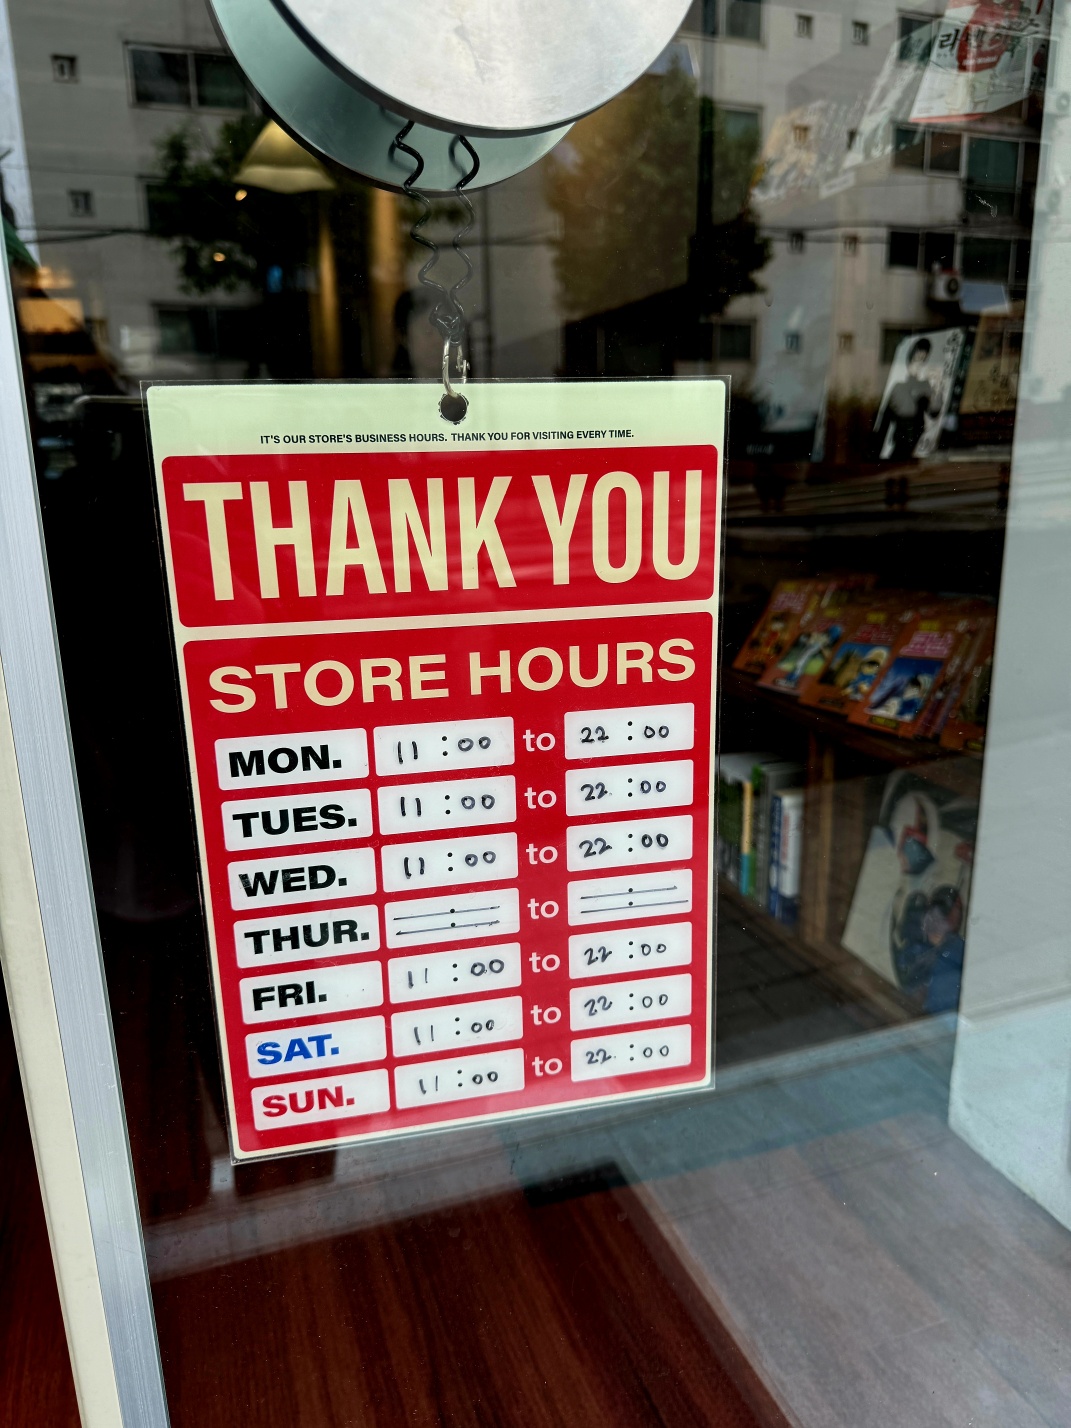 IT'S OUR STORE'S BUSINESS HOURS. THANK YOU FOR VISITING EVERY TIME.
THANK YOU
STORE HOURS
MON. 11:00 to 22:00
TUES. 11:00 to 22:00
WED. 11:00 to 22:00
THUR. : to :
FRI. 11:00 to 22:00
SAT. 11:00 to 22:00
SUN. 11:00 to 22:00